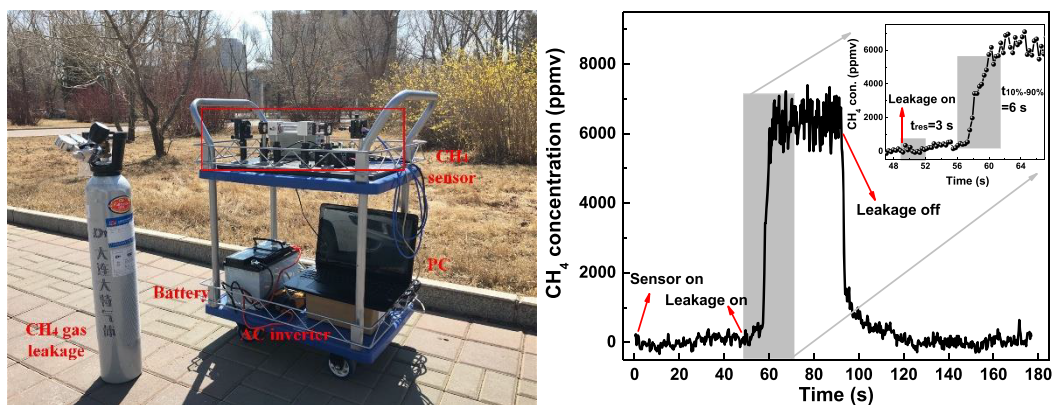 CH₄ sensor
PC
Battery
AC inverter
CH₄ gas
leakage
大连大特气体
CH₄ concentration (ppmv)
8000
6000
4000
2000
0
Sensor on
Leakage on
Leakage off
0 20 40 60 80 100 120 140 160 180
Time (s)
CH₄ con. (ppmv)
6000
4000
2000
0
Leakage on
tres=3 s
t10%-90%
=6 s
48 52 56 60 64
Time (s)